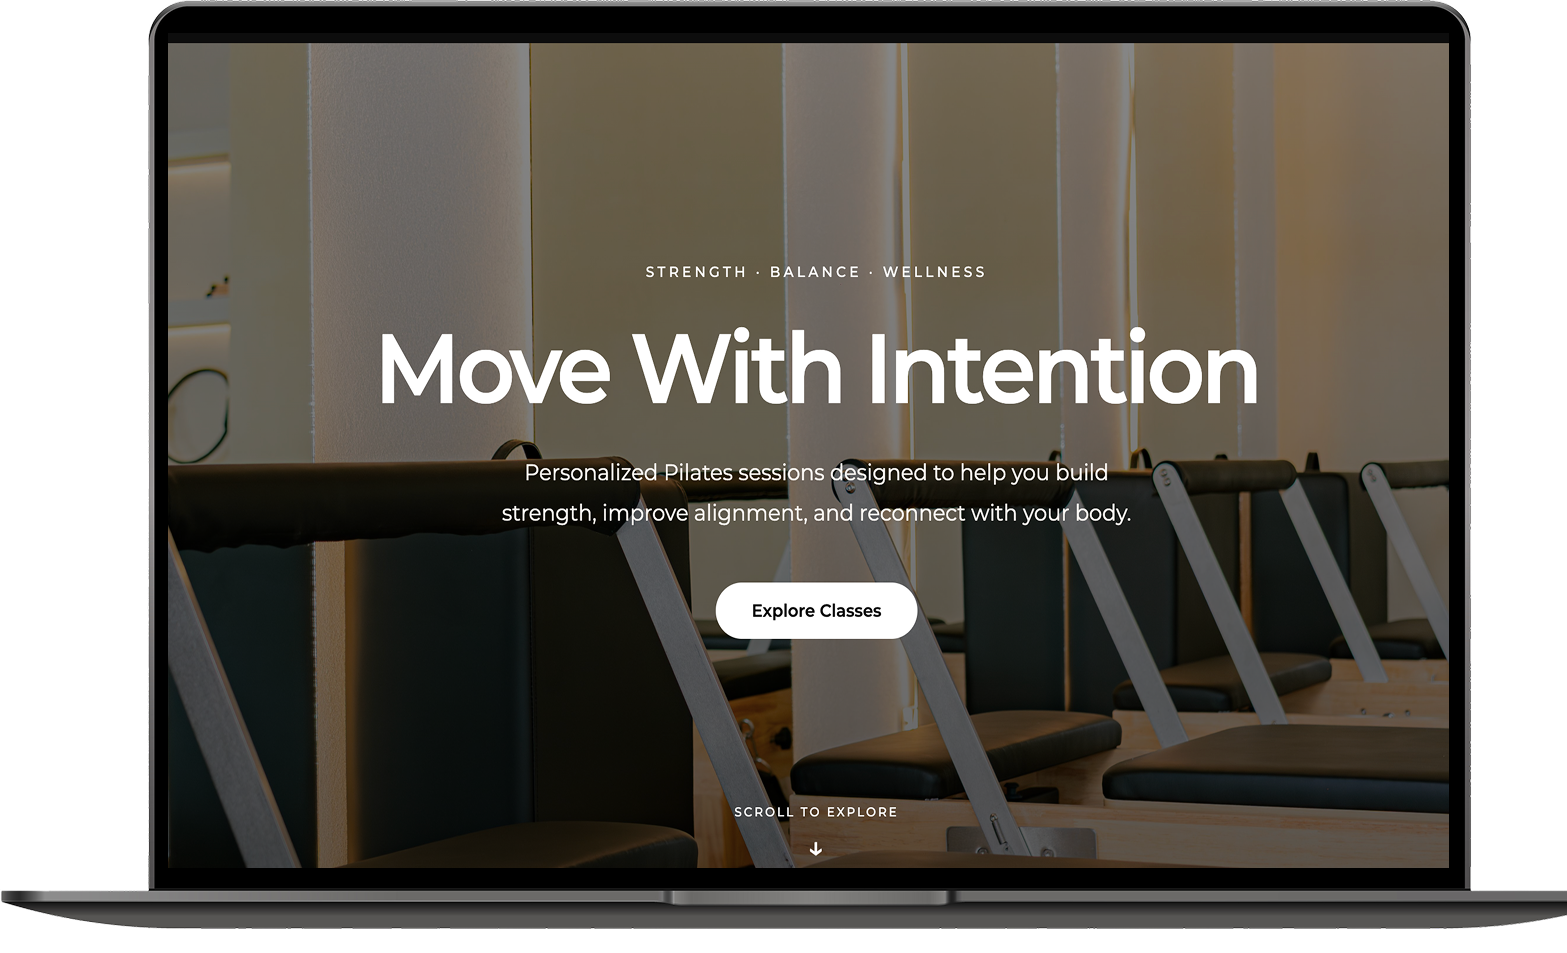 STRENGTH · BALANCE · WELLNESS
Move With Intention
Personalized Pilates sessions designed to help you build
strength, improve alignment, and reconnect with your body.
Explore Classes
SCROLL TO EXPLORE